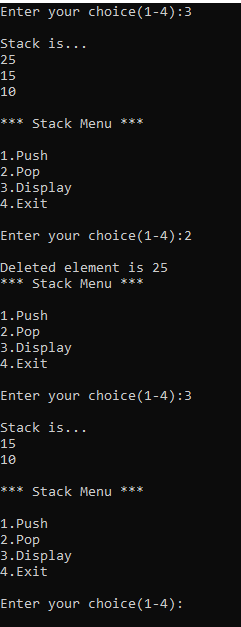 Enter your choice(1-4):3
Stack is...
25
15
10
*** Stack Menu ***
1.Push
2.Pop
3.Display
4.Exit
Enter your choice(1-4):2
Deleted element is 25
*** Stack Menu ***
1.Push
2.Pop
3.Display
4.Exit
Enter your choice(1-4):3
Stack is...
15
10
*** Stack Menu ***
1.Push
2.Pop
3.Display
4.Exit
Enter your choice(1-4):